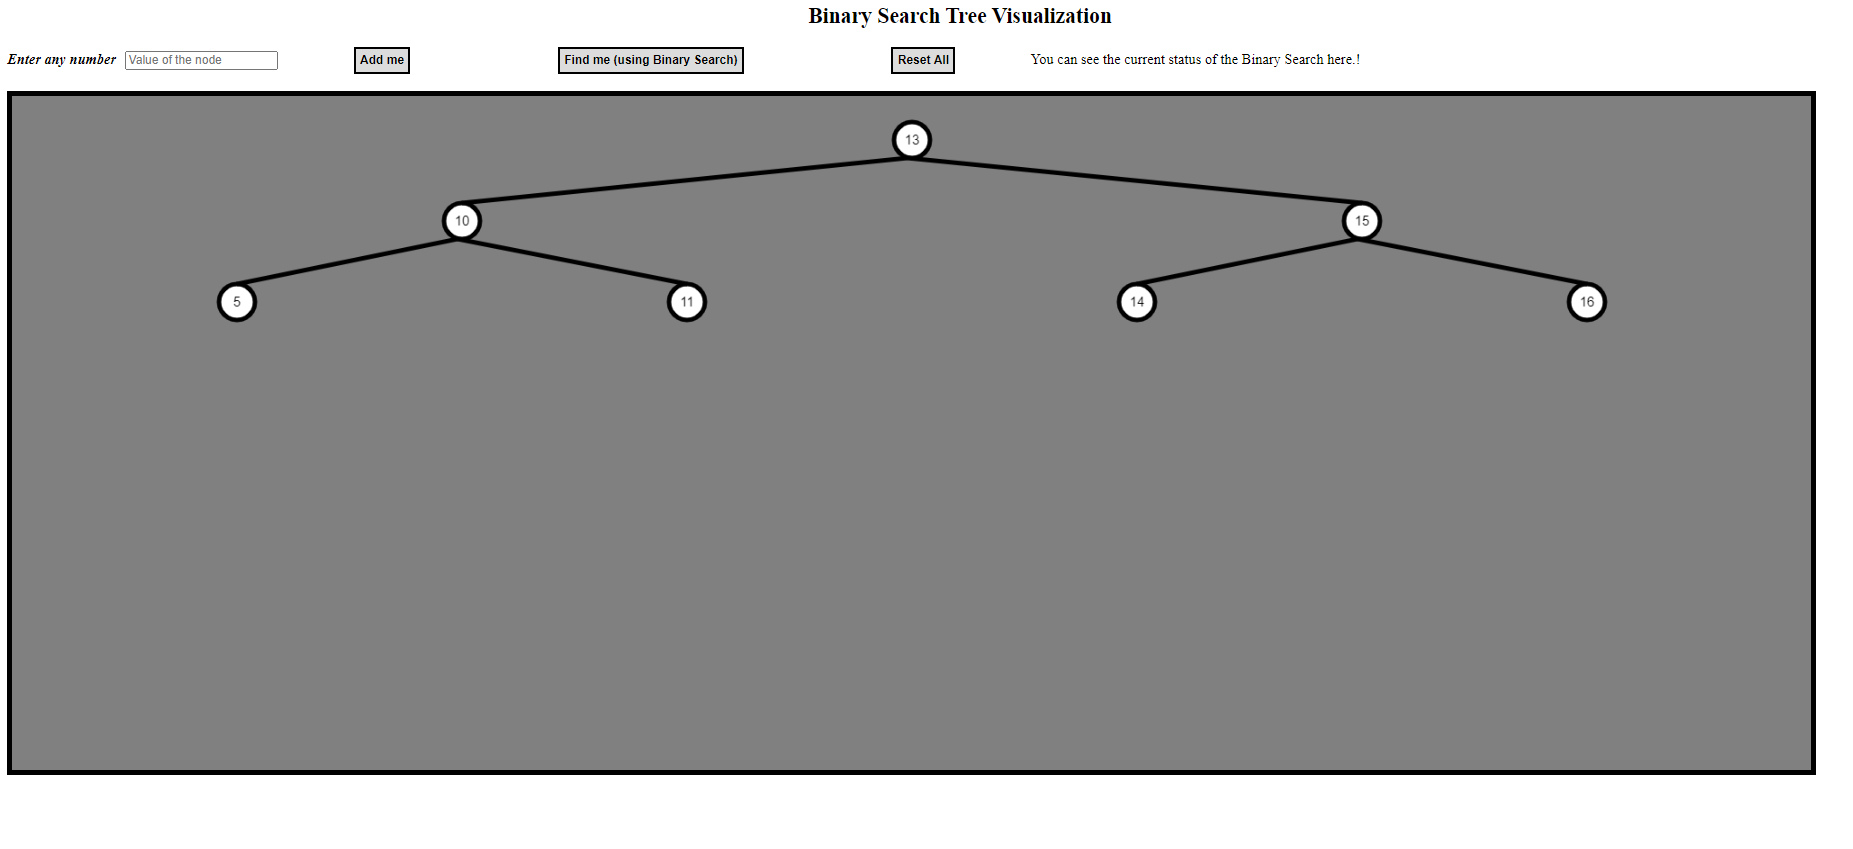 Binary Search Tree Visualization
Enter any number Value of the node Add me Find me (using Binary Search) Reset All You can see the current status of the Binary Search here.!
13
10 15
5 11 14 16